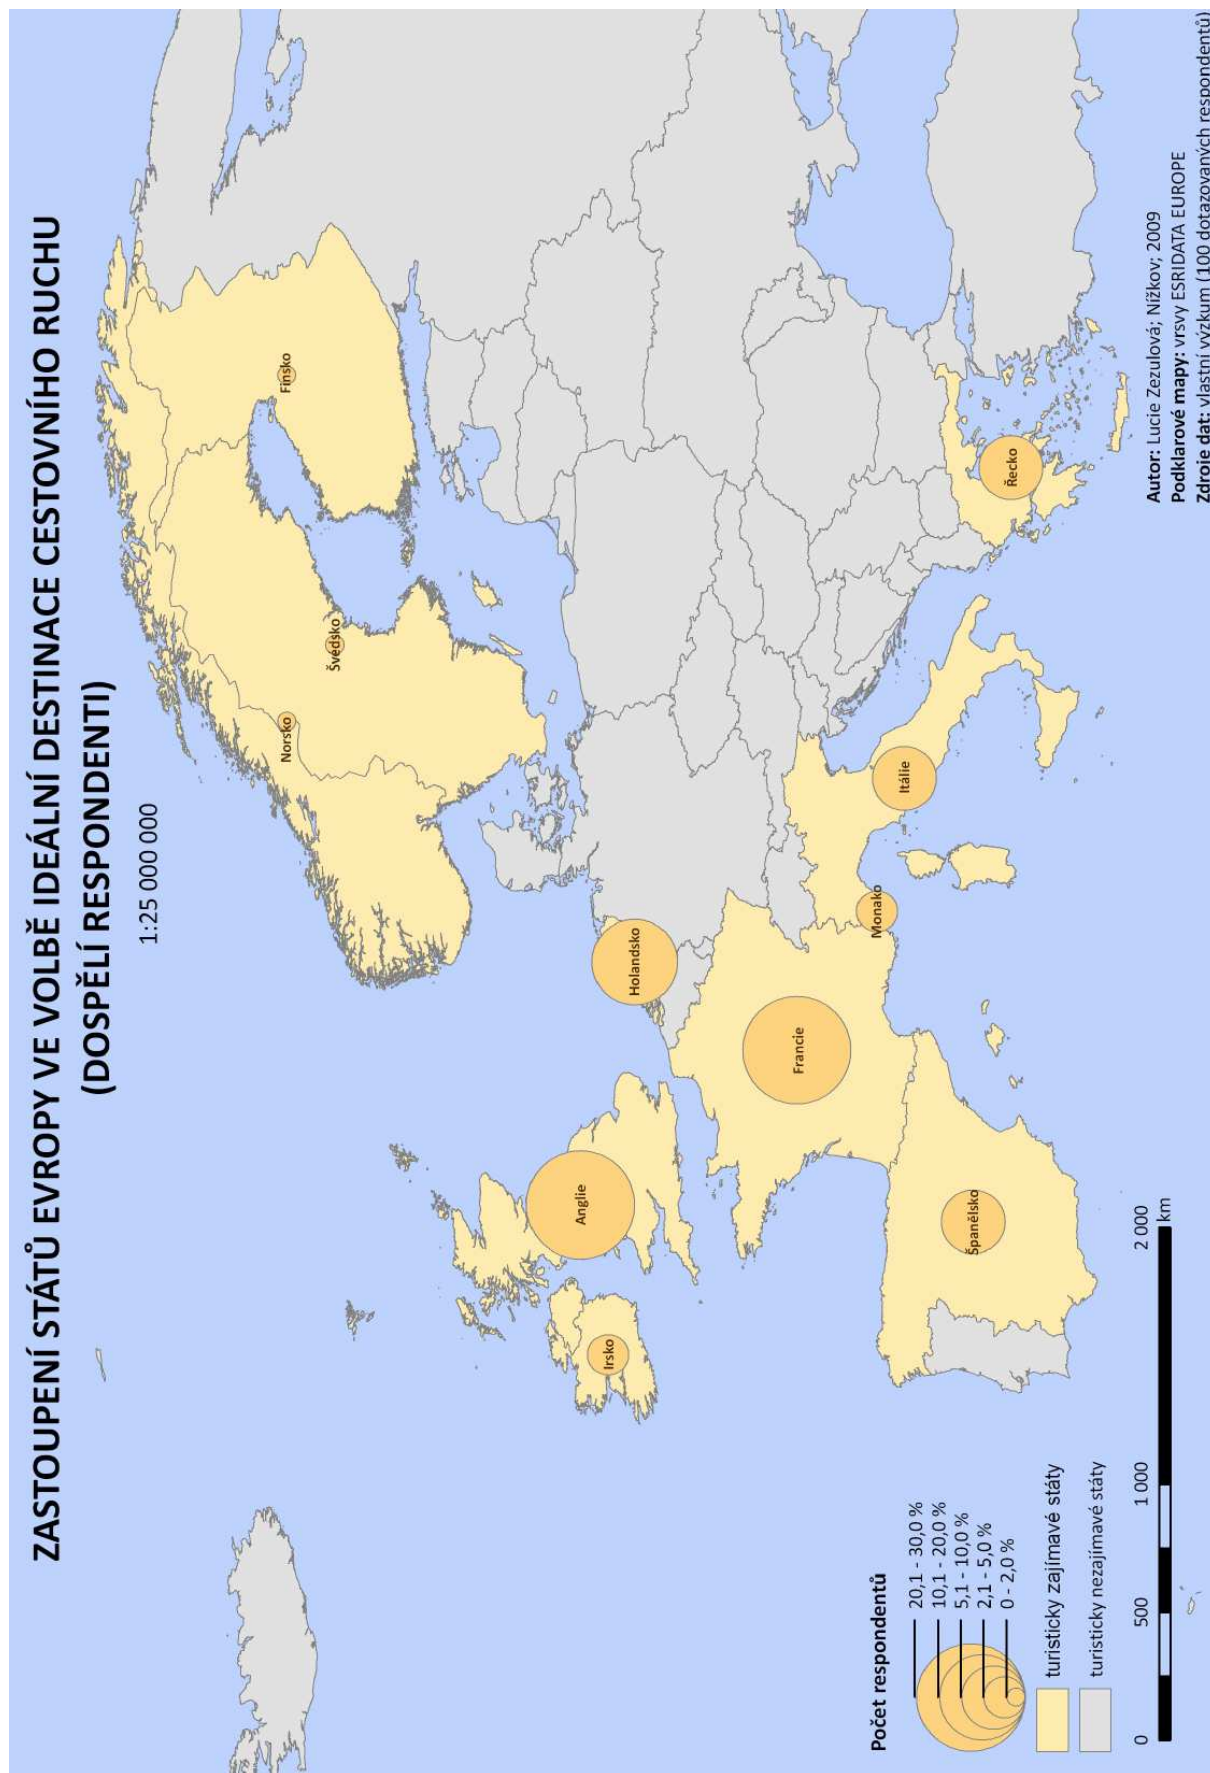 ZASTOUPENÍ STÁTŮ EVROPY VE VOLBĚ IDEÁLNÍ DESTINACE CESTOVNÍHO RUCHU
(DOSPĚLÍ RESPONDENTI)
1:25 000 000
Norsko
Švédsko
Finsko
Irsko
Anglie
Holandsko
Francie
Monako
Itálie
Španělsko
Řecko
Počet respondentů
20,1 - 30,0 %
10,1 - 20,0 %
5,1 - 10,0 %
2,1 - 5,0 %
0 - 2,0 %
turisticky zajímavé státy
turisticky nezajímavé státy
0 500 1 000 2 000
km
Autor: Lucie Zezulová; Nížkov; 2009
Podklarové mapy: vrsvy ESRIDATA EUROPE
Zdroje dat: vlastní výzkum (100 dotazovaných respondentů)